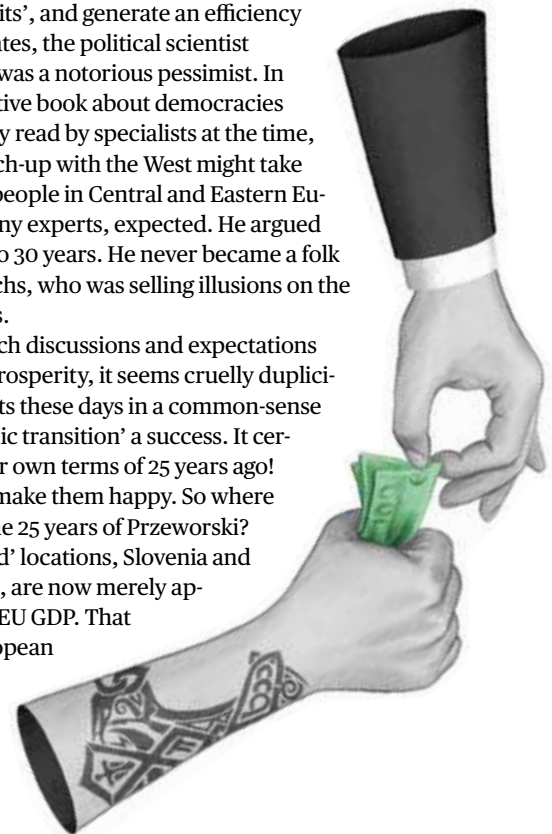 its’, and generate an efficiency
tes, the political scientist
was a notorious pessimist. In
tive book about democracies
y read by specialists at the time,
ch-up with the West might take
people in Central and Eastern Eu-
ny experts, expected. He argued
o 30 years. He never became a folk
chs, who was selling illusions on the
s.
ch discussions and expectations
rosperity, it seems cruelly duplici-
ts these days in a common-sense
ic transition’ a success. It cer-
r own terms of 25 years ago!
make them happy. So where
e 25 years of Przeworski?
d’ locations, Slovenia and
, are now merely ap-
EU GDP. That
opean